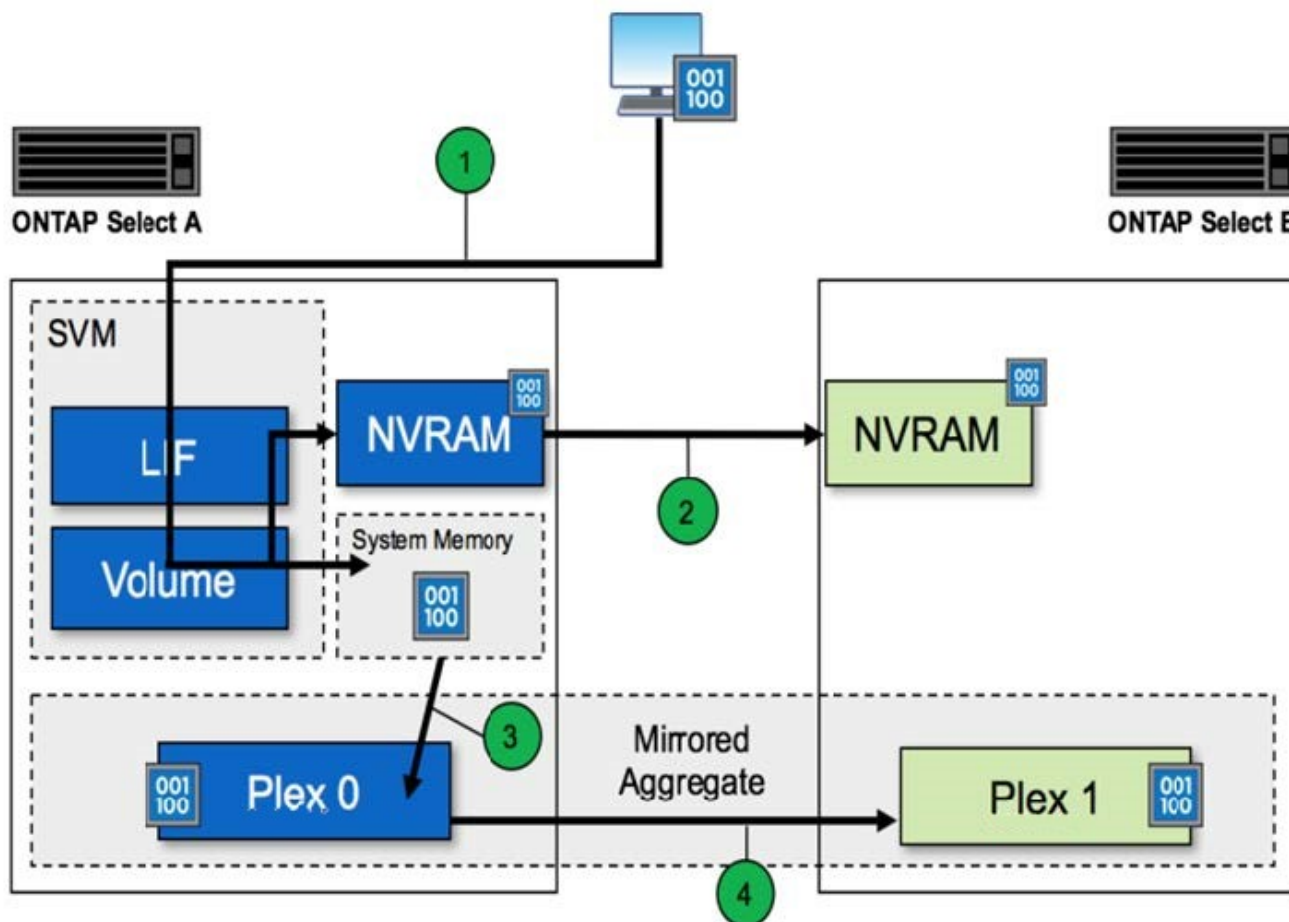 001
100
1
ONTAP Select A
ONTAP Select B
SVM
LIF
Volume
NVRAM
001
100
2
NVRAM
001
100
System Memory
001
100
3
Mirrored
Aggregate
001
100
Plex 0
Plex 1
001
100
4